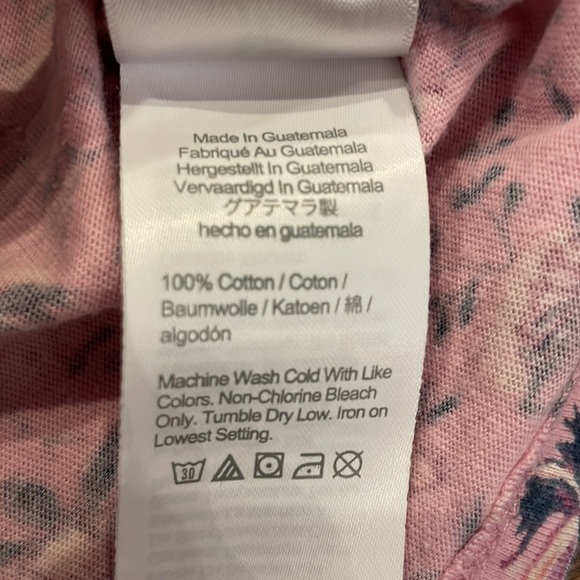 Made In Guatemala
Fabriqué Au Guatemala
Hergestellt In Guatemala
Vervaardigd In Guatemala
グアテマラ製
hecho en guatemala
100% Cotton / Coton /
Baumwolle / Katoen / 綿 /
algodón
Machine Wash Cold With Like
Colors. Non-Chlorine Bleach
Only. Tumble Dry Low. Iron on
Lowest Setting.
30